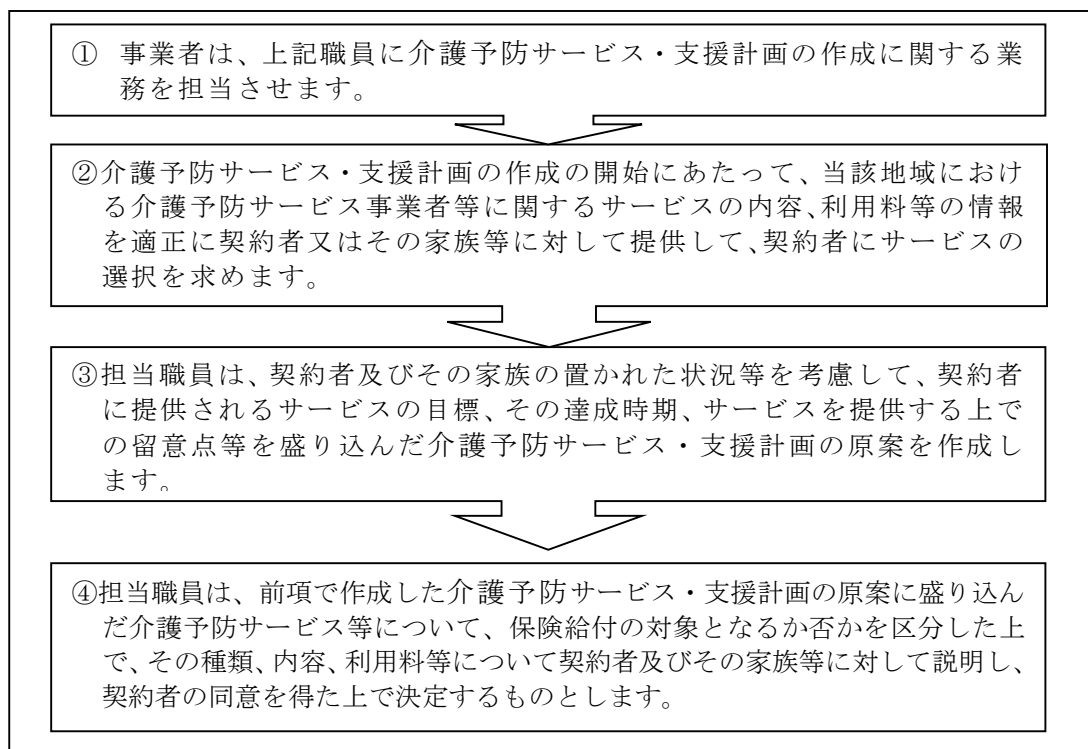 ① 事業者は、上記職員に介護予防サービス・支援計画の作成に関する業
務を担当させます。
②介護予防サービス・支援計画の作成の開始にあたって、当該地域におけ
る介護予防サービス事業者等に関するサービスの内容、利用料等の情報
を適正に契約者又はその家族等に対して提供して、契約者にサービスの
選択を求めます。
③担当職員は、契約者及びその家族の置かれた状況等を考慮して、契約者
に提供されるサービスの目標、その達成時期、サービスを提供する上で
の留意点等を盛り込んだ介護予防サービス・支援計画の原案を作成し
ます。
④担当職員は、前項で作成した介護予防サービス・支援計画の原案に盛り込ん
だ介護予防サービス等について、保険給付の対象となるか否かを区分した上
で、その種類、内容、利用料等について契約者及びその家族等に対して説明し、
契約者の同意を得た上で決定するものとします。